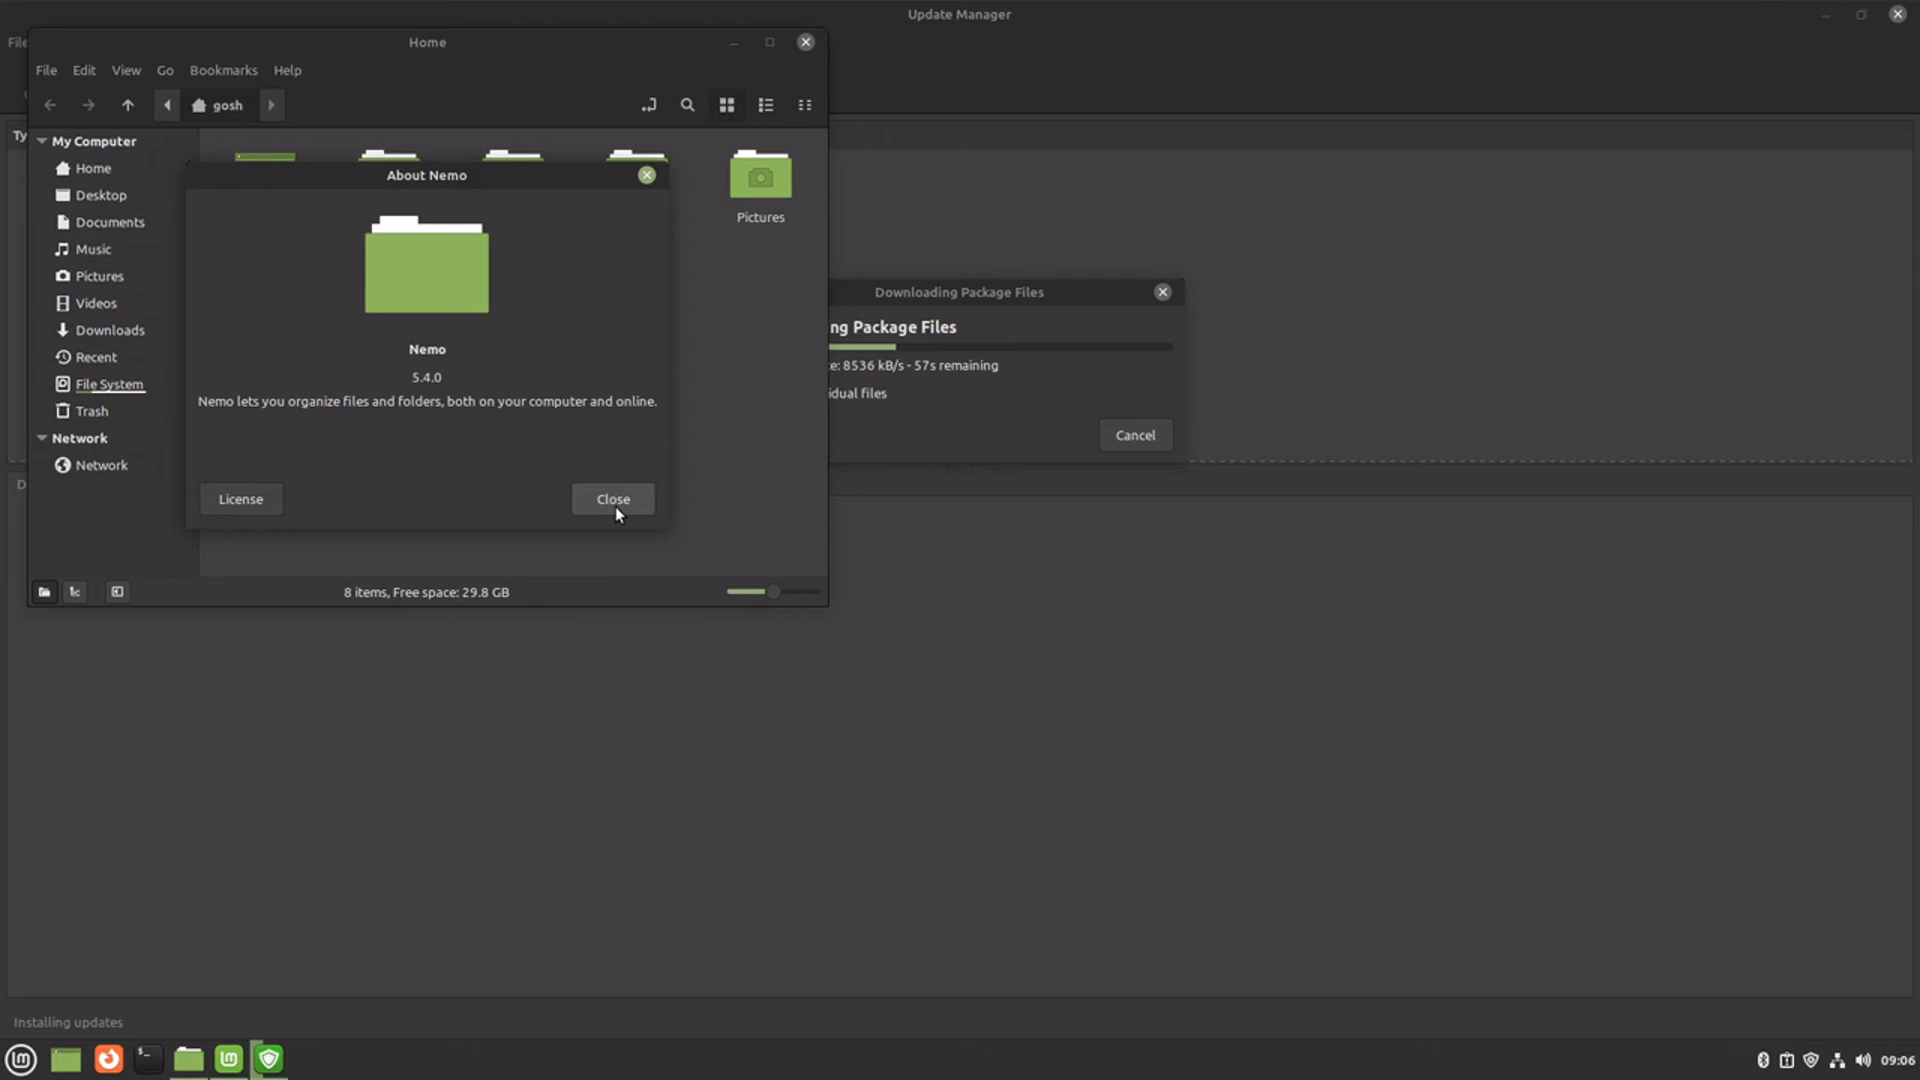 Update Manager
File
Home
File Edit View Go Bookmarks Help
gosh
My Computer
Home
Desktop
Documents
Music
Pictures
Videos
Downloads
Recent
File System
Trash
Network
Network
Pictures
About Nemo
Nemo
5.4.0
Nemo lets you organize files and folders, both on your computer and online.
License
Close
8 items, Free space: 29.8 GB
Ty
Downloading Package Files
ng Package Files
e: 8536 kB/s - 57s remaining
idual files
Cancel
D
Installing updates
09:06